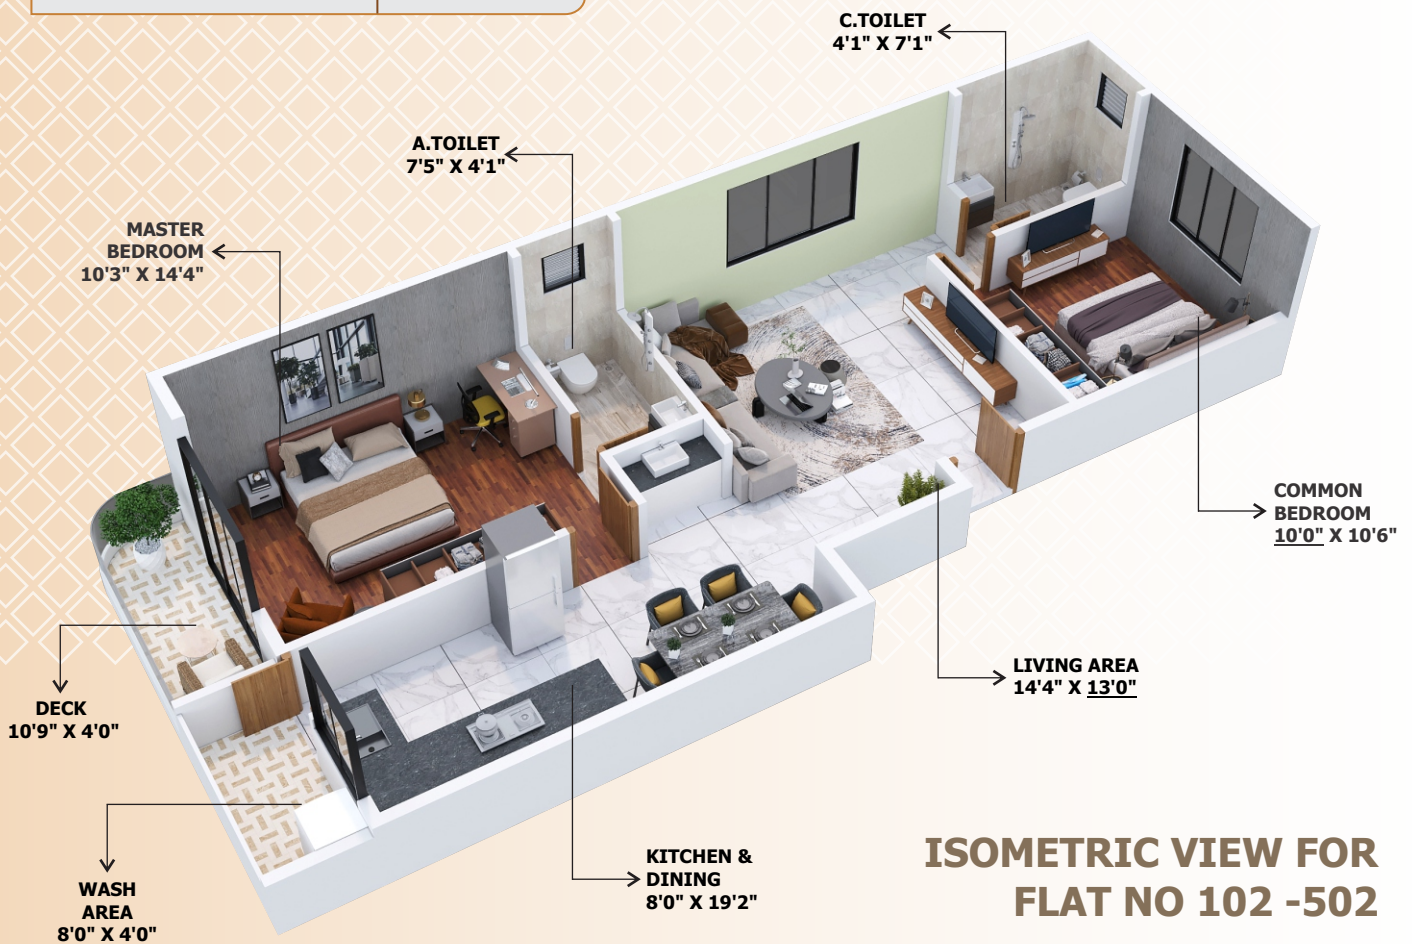 C.TOILET
4'1" X 7'1"
A.TOILET
7'5" X 4'1"
MASTER
BEDROOM
10'3" X 14'4"
COMMON
BEDROOM
10'0" X 10'6"
LIVING AREA
14'4" X 13'0"
DECK
10'9" X 4'0"
WASH
AREA
8'0" X 4'0"
KITCHEN &
DINING
8'0" X 19'2"
ISOMETRIC VIEW FOR
FLAT NO 102 -502